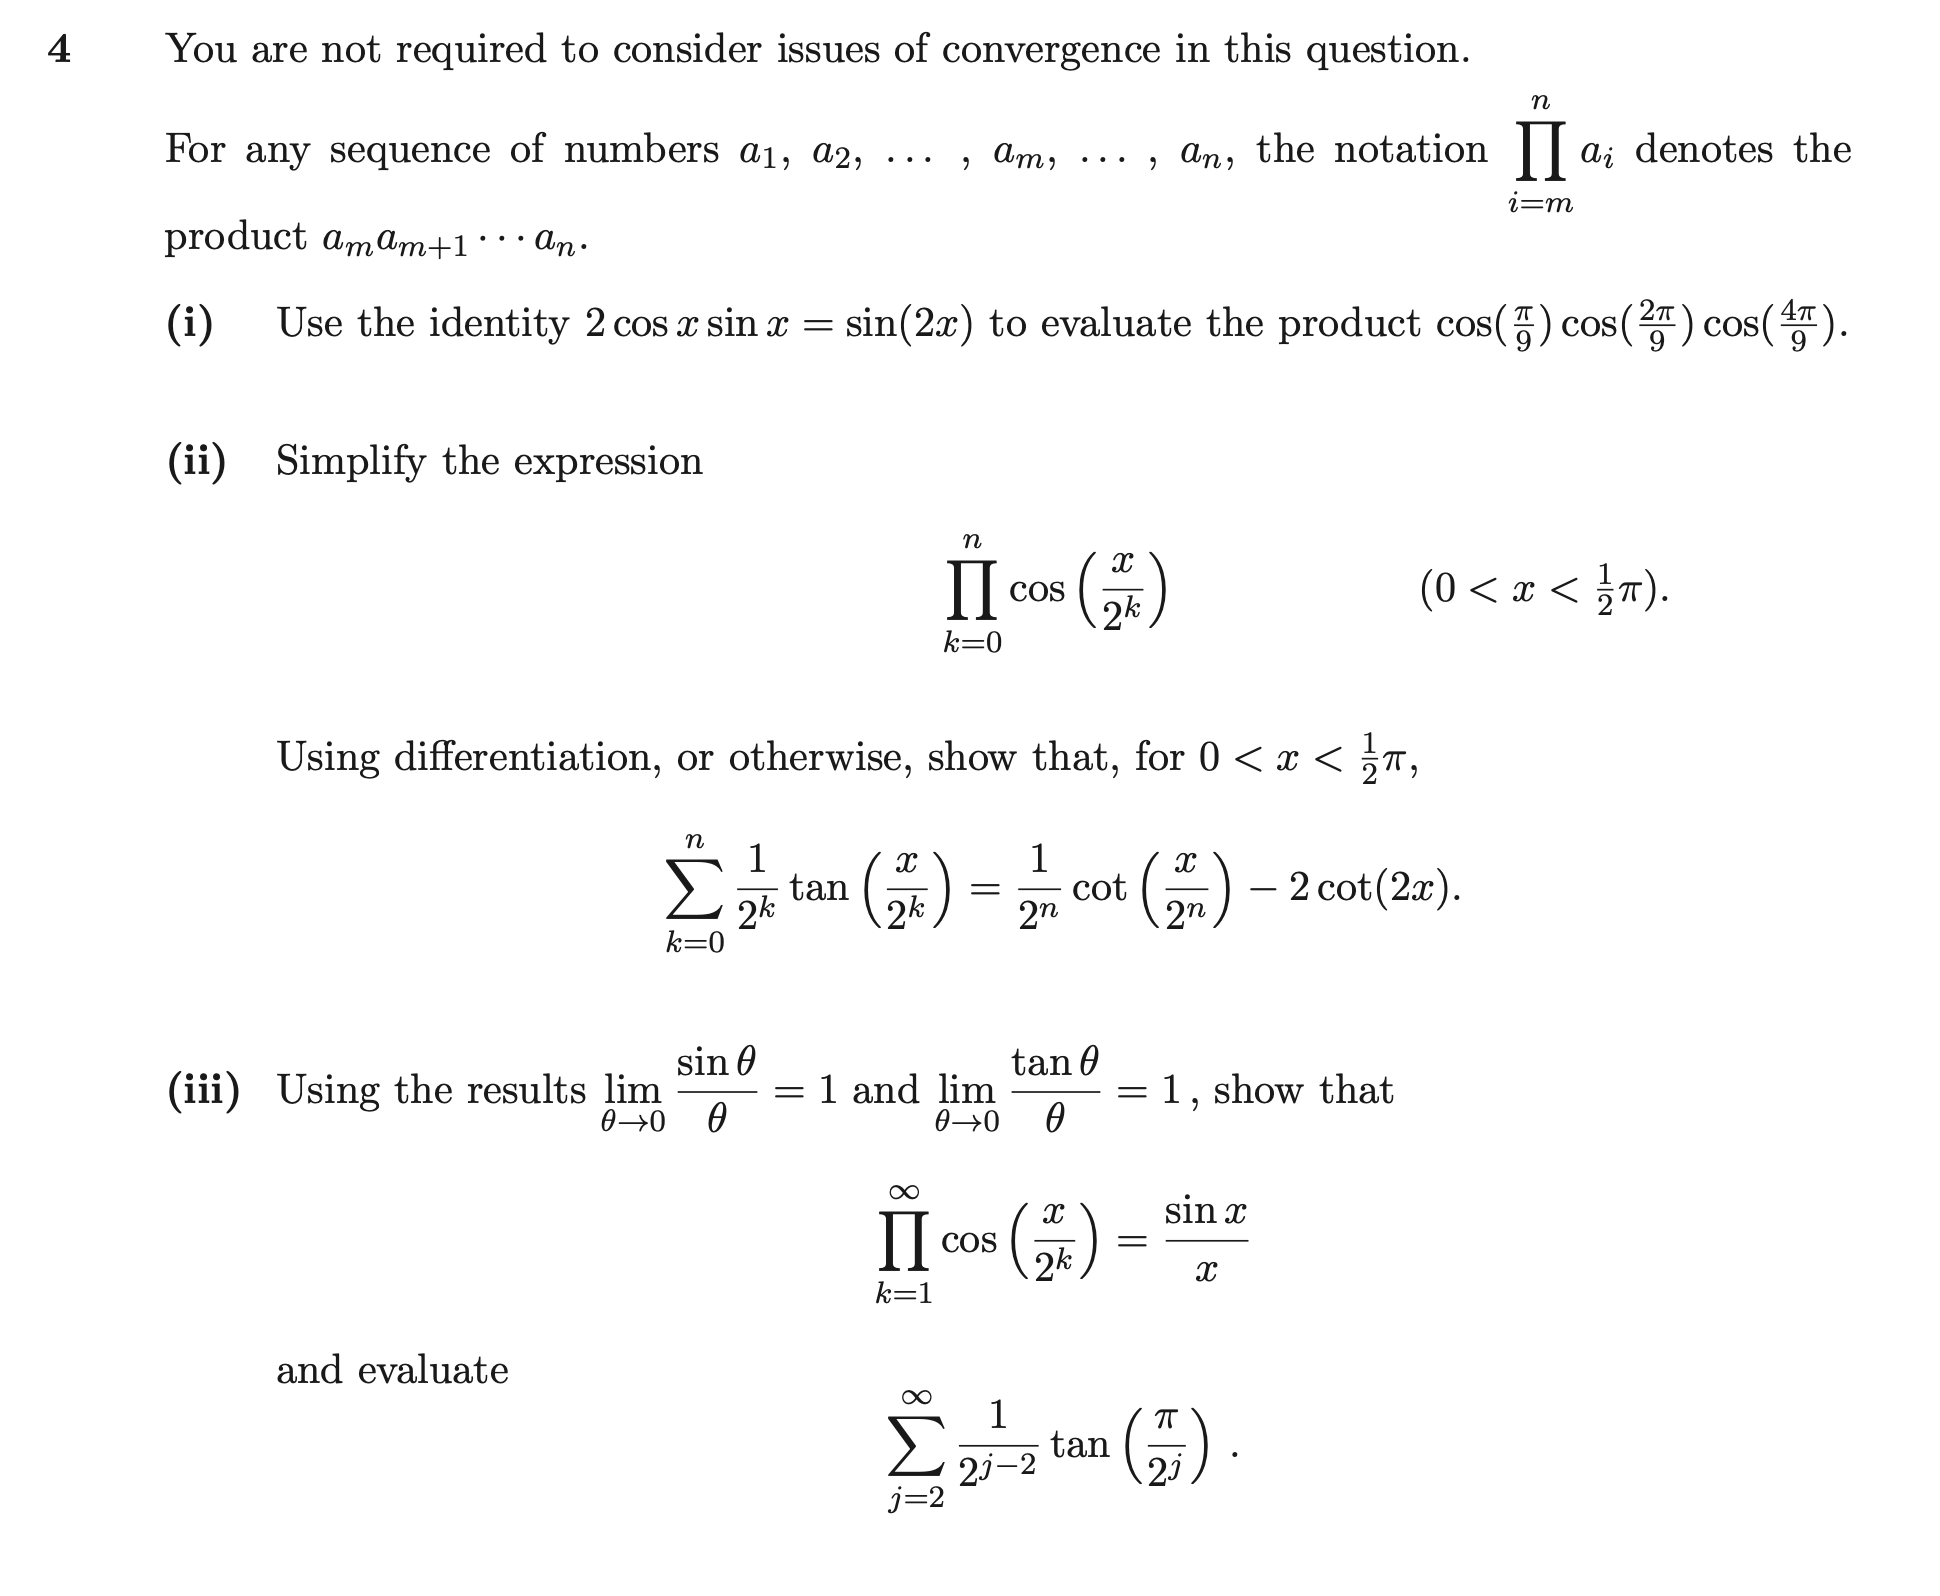 4 You are not required to consider issues of convergence in this question.
For any sequence of numbers $a_1$, $a_2$, ... , $a_m$, ... , $a_n$, the notation $\prod_{i=m}^{n} a_i$ denotes the
product $a_m a_{m+1} \cdots a_n$.
(i) Use the identity $2\cos x \sin x = \sin(2x)$ to evaluate the product $\cos(\frac{\pi}{9})\cos(\frac{2\pi}{9})\cos(\frac{4\pi}{9})$.
(ii) Simplify the expression
$\prod_{k=0}^{n} \cos\left(\frac{x}{2^k}\right)$ $(0 < x < \frac{1}{2}\pi)$.
Using differentiation, or otherwise, show that, for $0 < x < \frac{1}{2}\pi$,
$\sum_{k=0}^{n} \frac{1}{2^k} \tan\left(\frac{x}{2^k}\right) = \frac{1}{2^n} \cot\left(\frac{x}{2^n}\right) - 2\cot(2x).$
(iii) Using the results $\lim_{\theta\to 0} \frac{\sin\theta}{\theta} = 1$ and $\lim_{\theta\to 0} \frac{\tan\theta}{\theta} = 1$, show that
$\prod_{k=1}^{\infty} \cos\left(\frac{x}{2^k}\right) = \frac{\sin x}{x}$
and evaluate
$\sum_{j=2}^{\infty} \frac{1}{2^{j-2}} \tan\left(\frac{\pi}{2^j}\right).$